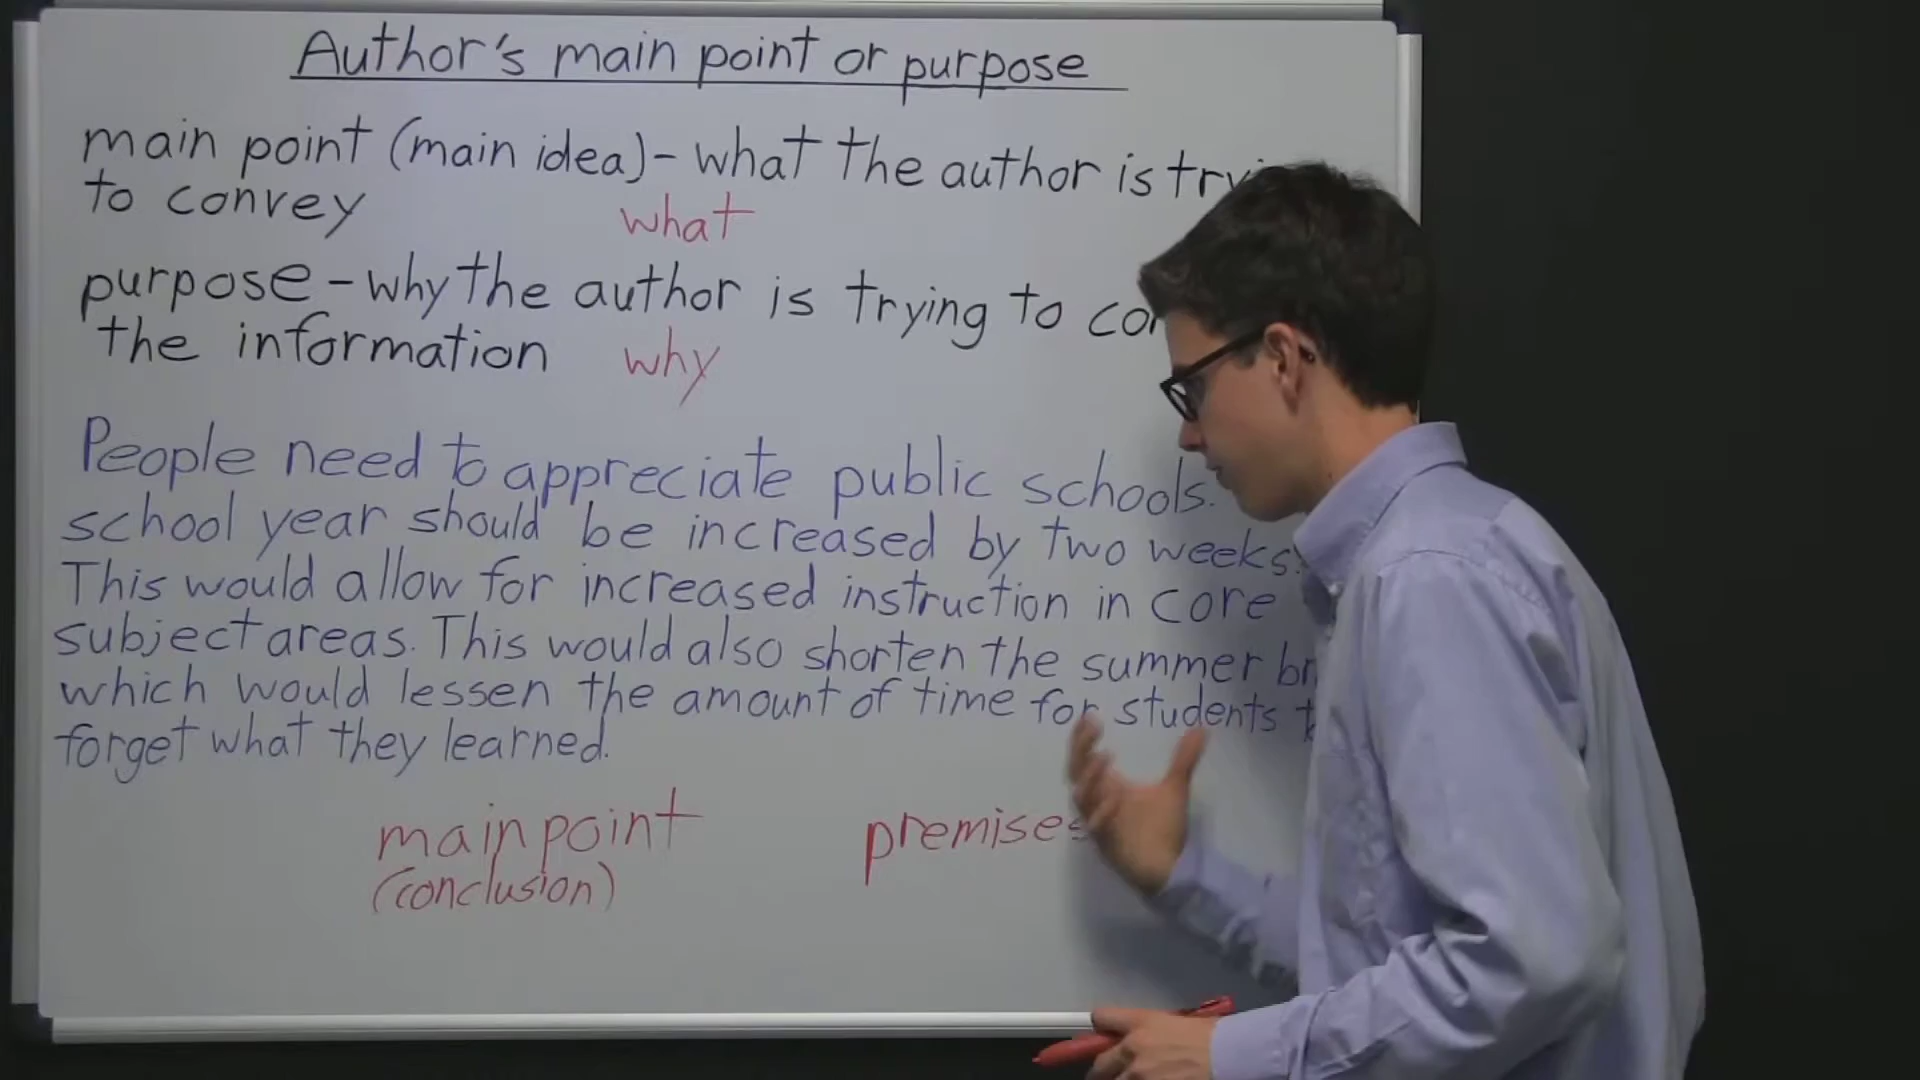 Author's main point or purpose
main point (main idea) - what the author is
to convey
what
purpose - why the author is trying to
the information
why
People need to appreciate public schools.
school year should be increased by two weeks.
This would allow for increased instruction in core
subject areas. This would also shorten the summer
which would lessen the amount of time for students
forget what they learned.
main point
premises
(conclusion)